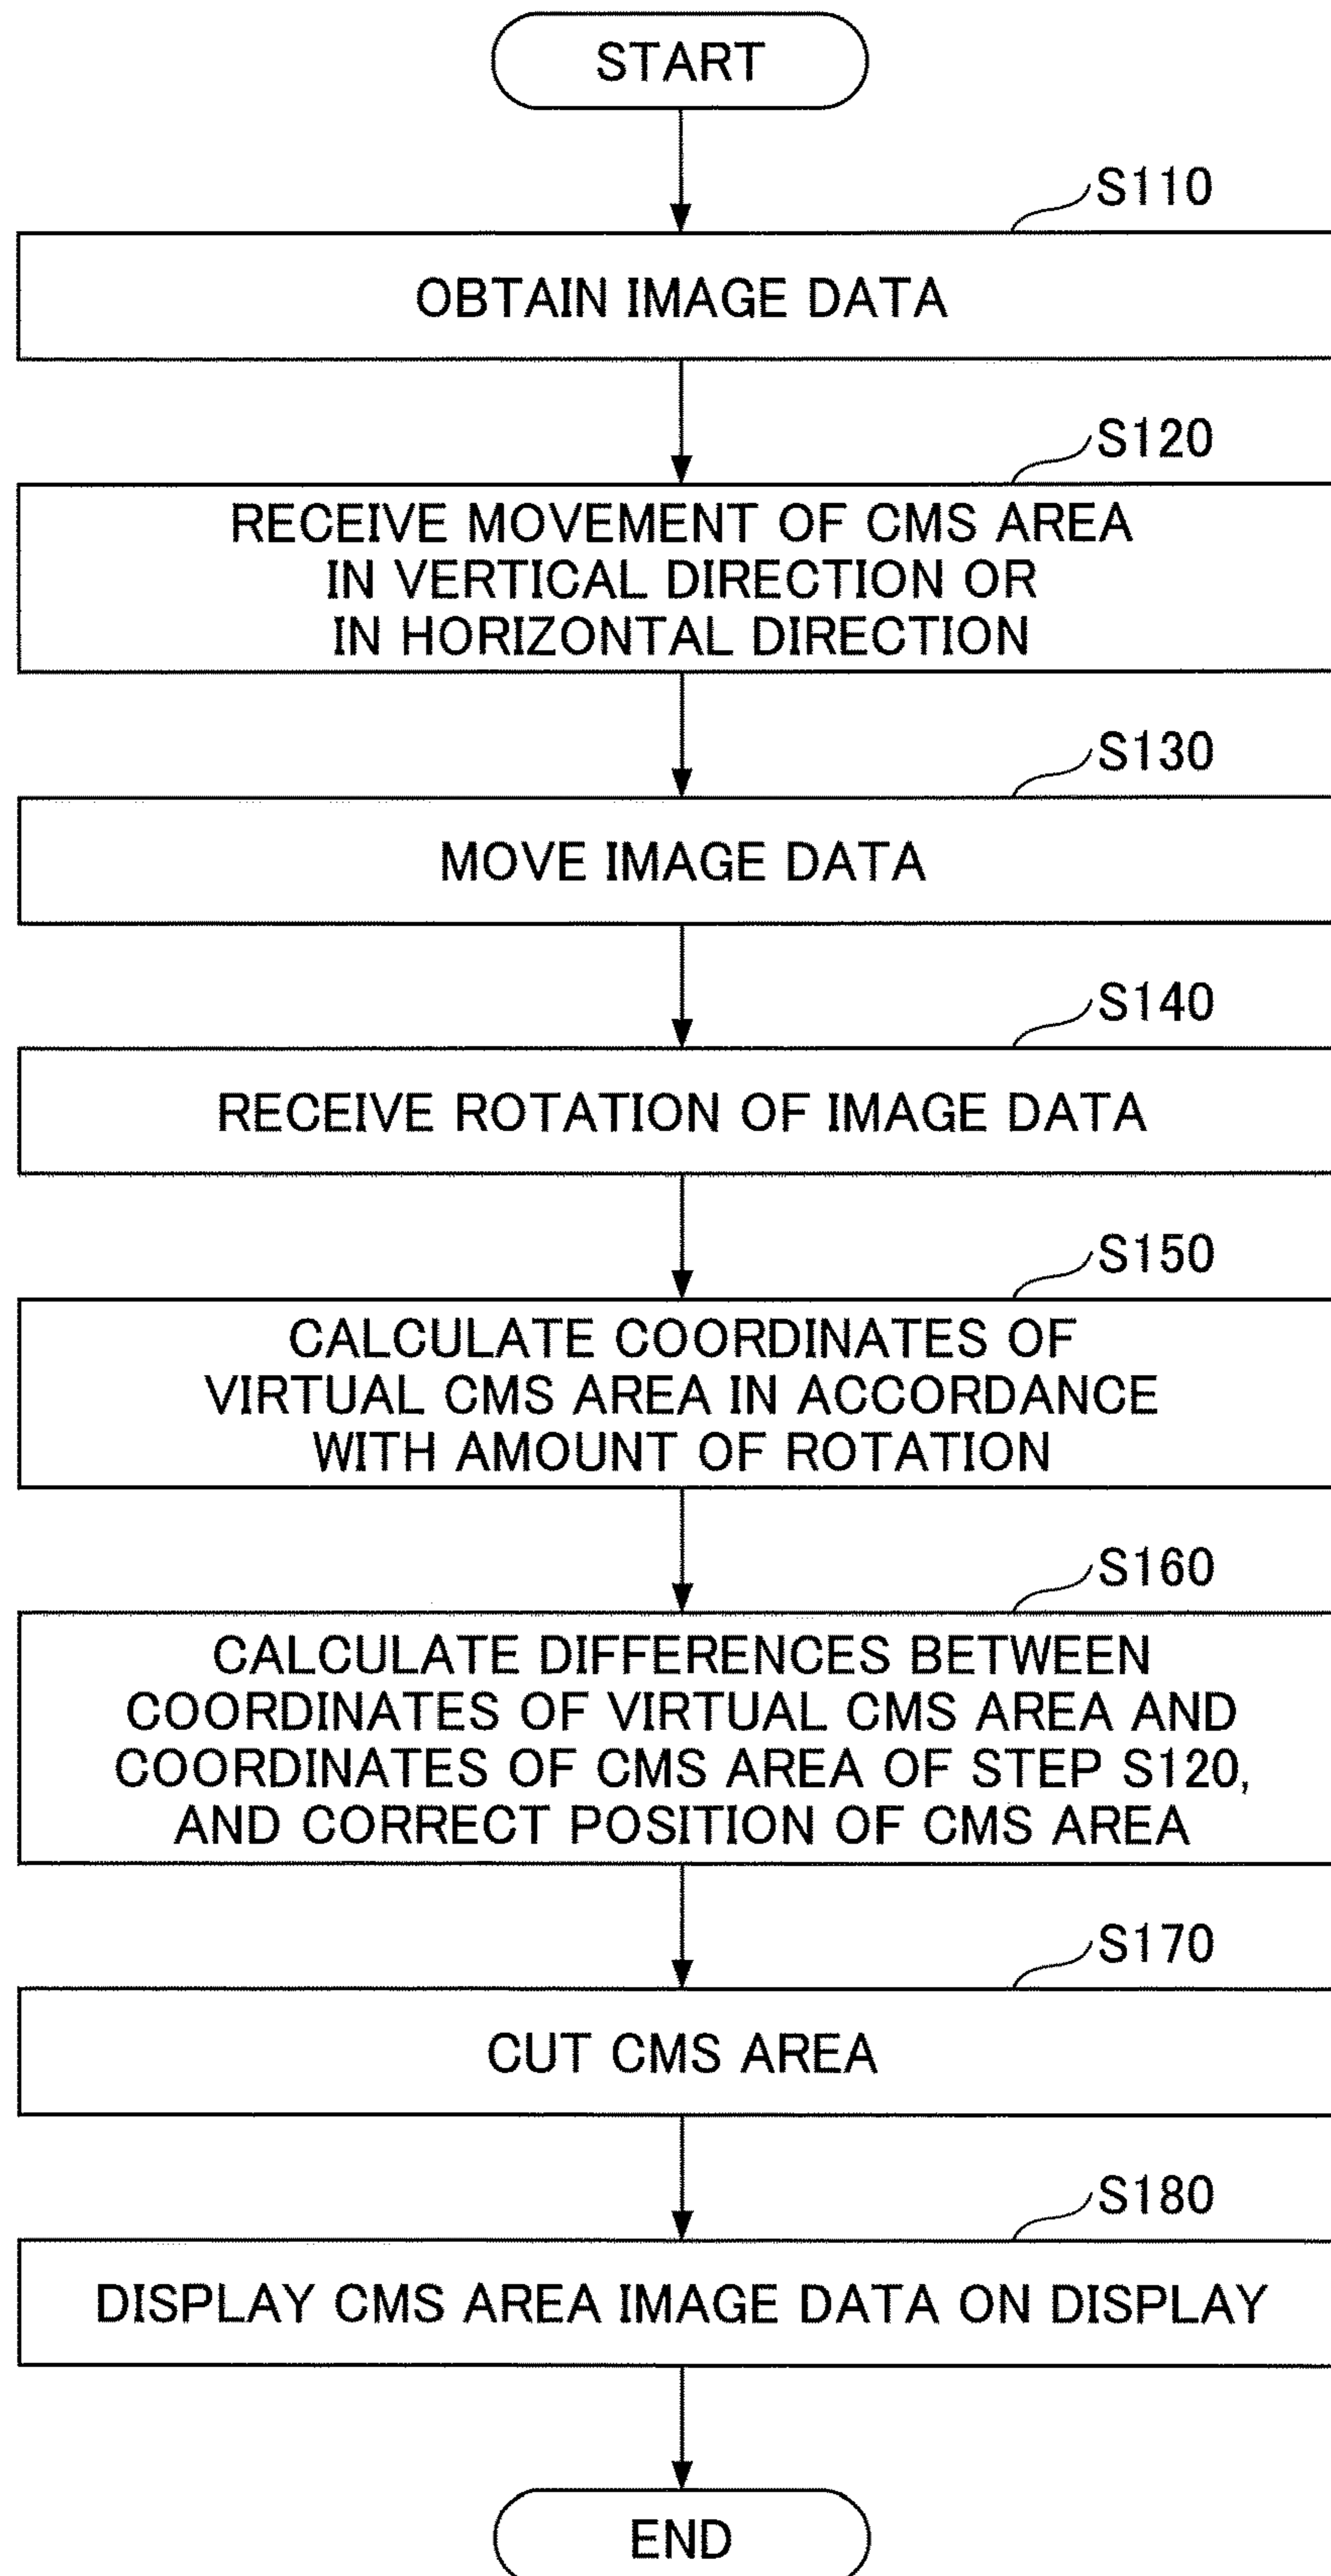 START
S110
OBTAIN IMAGE DATA
S120
RECEIVE MOVEMENT OF CMS AREA
IN VERTICAL DIRECTION OR
IN HORIZONTAL DIRECTION
S130
MOVE IMAGE DATA
S140
RECEIVE ROTATION OF IMAGE DATA
S150
CALCULATE COORDINATES OF
VIRTUAL CMS AREA IN ACCORDANCE
WITH AMOUNT OF ROTATION
S160
CALCULATE DIFFERENCES BETWEEN
COORDINATES OF VIRTUAL CMS AREA AND
COORDINATES OF CMS AREA OF STEP S120,
AND CORRECT POSITION OF CMS AREA
S170
CUT CMS AREA
S180
DISPLAY CMS AREA IMAGE DATA ON DISPLAY
END